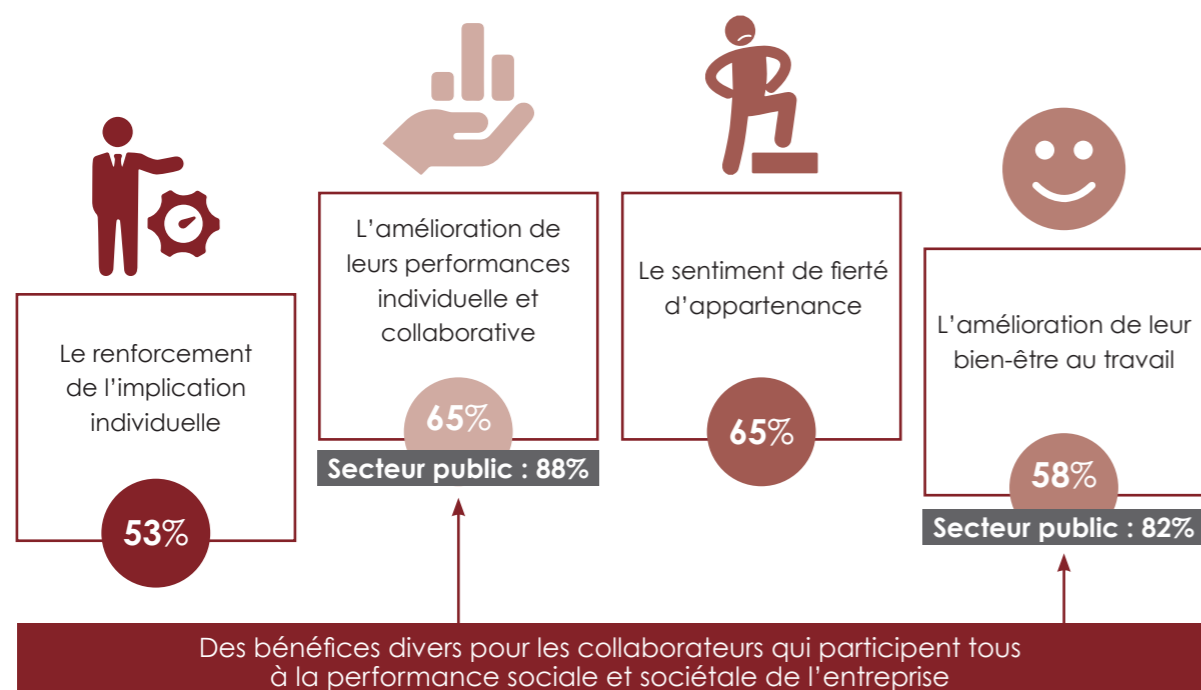 Le renforcement
de l’implication
individuelle
53%
L’amélioration de
leurs performances
individuelle et
collaborative
65%
Secteur public : 88%
Le sentiment de fierté
d’appartenance
65%
L’amélioration de leur
bien-être au travail
58%
Secteur public : 82%
Des bénéfices divers pour les collaborateurs qui participent tous
à la performance sociale et sociétale de l’entreprise